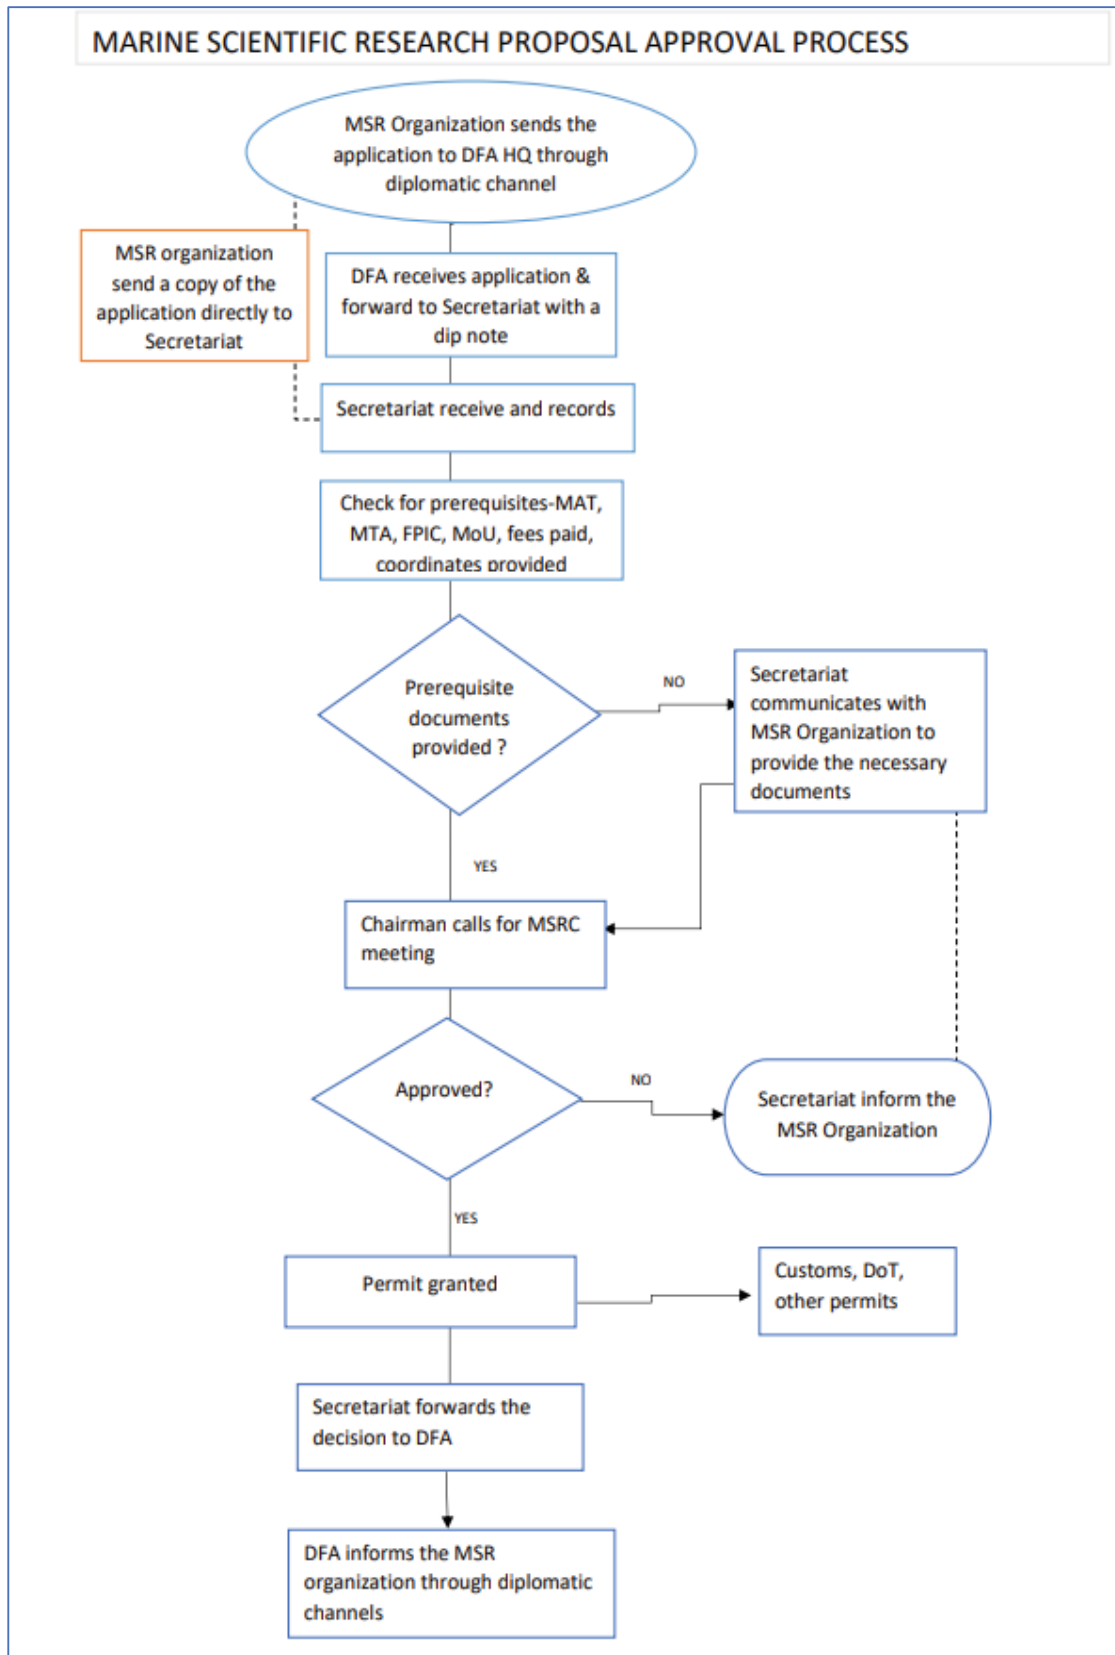 MARINE SCIENTIFIC RESEARCH PROPOSAL APPROVAL PROCESS
MSR Organization sends the
application to DFA HQ through
diplomatic channel
MSR organization
send a copy of the
application directly to
Secretariat
DFA receives application &
forward to Secretariat with a
dip note
Secretariat receive and records
Check for prerequisites-MAT,
MTA, FPIC, MoU, fees paid,
coordinates provided
Prerequisite
documents
provided ?
NO
Secretariat
communicates with
MSR Organization to
provide the necessary
documents
YES
Chairman calls for MSRC
meeting
Approved?
NO
Secretariat inform the
MSR Organization
YES
Permit granted
Customs, DoT,
other permits
Secretariat forwards the
decision to DFA
DFA informs the MSR
organization through diplomatic
channels